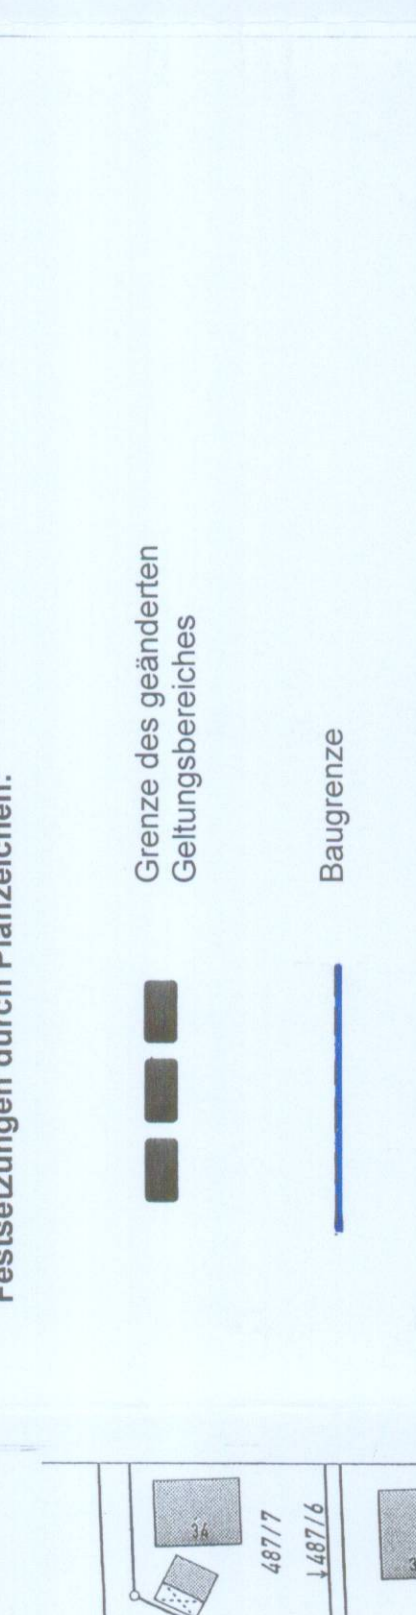 Festsetzungen durch Planzeichen:
Grenze des geänderten
Geltungsbereiches
Baugrenze
34
487/7
487/6